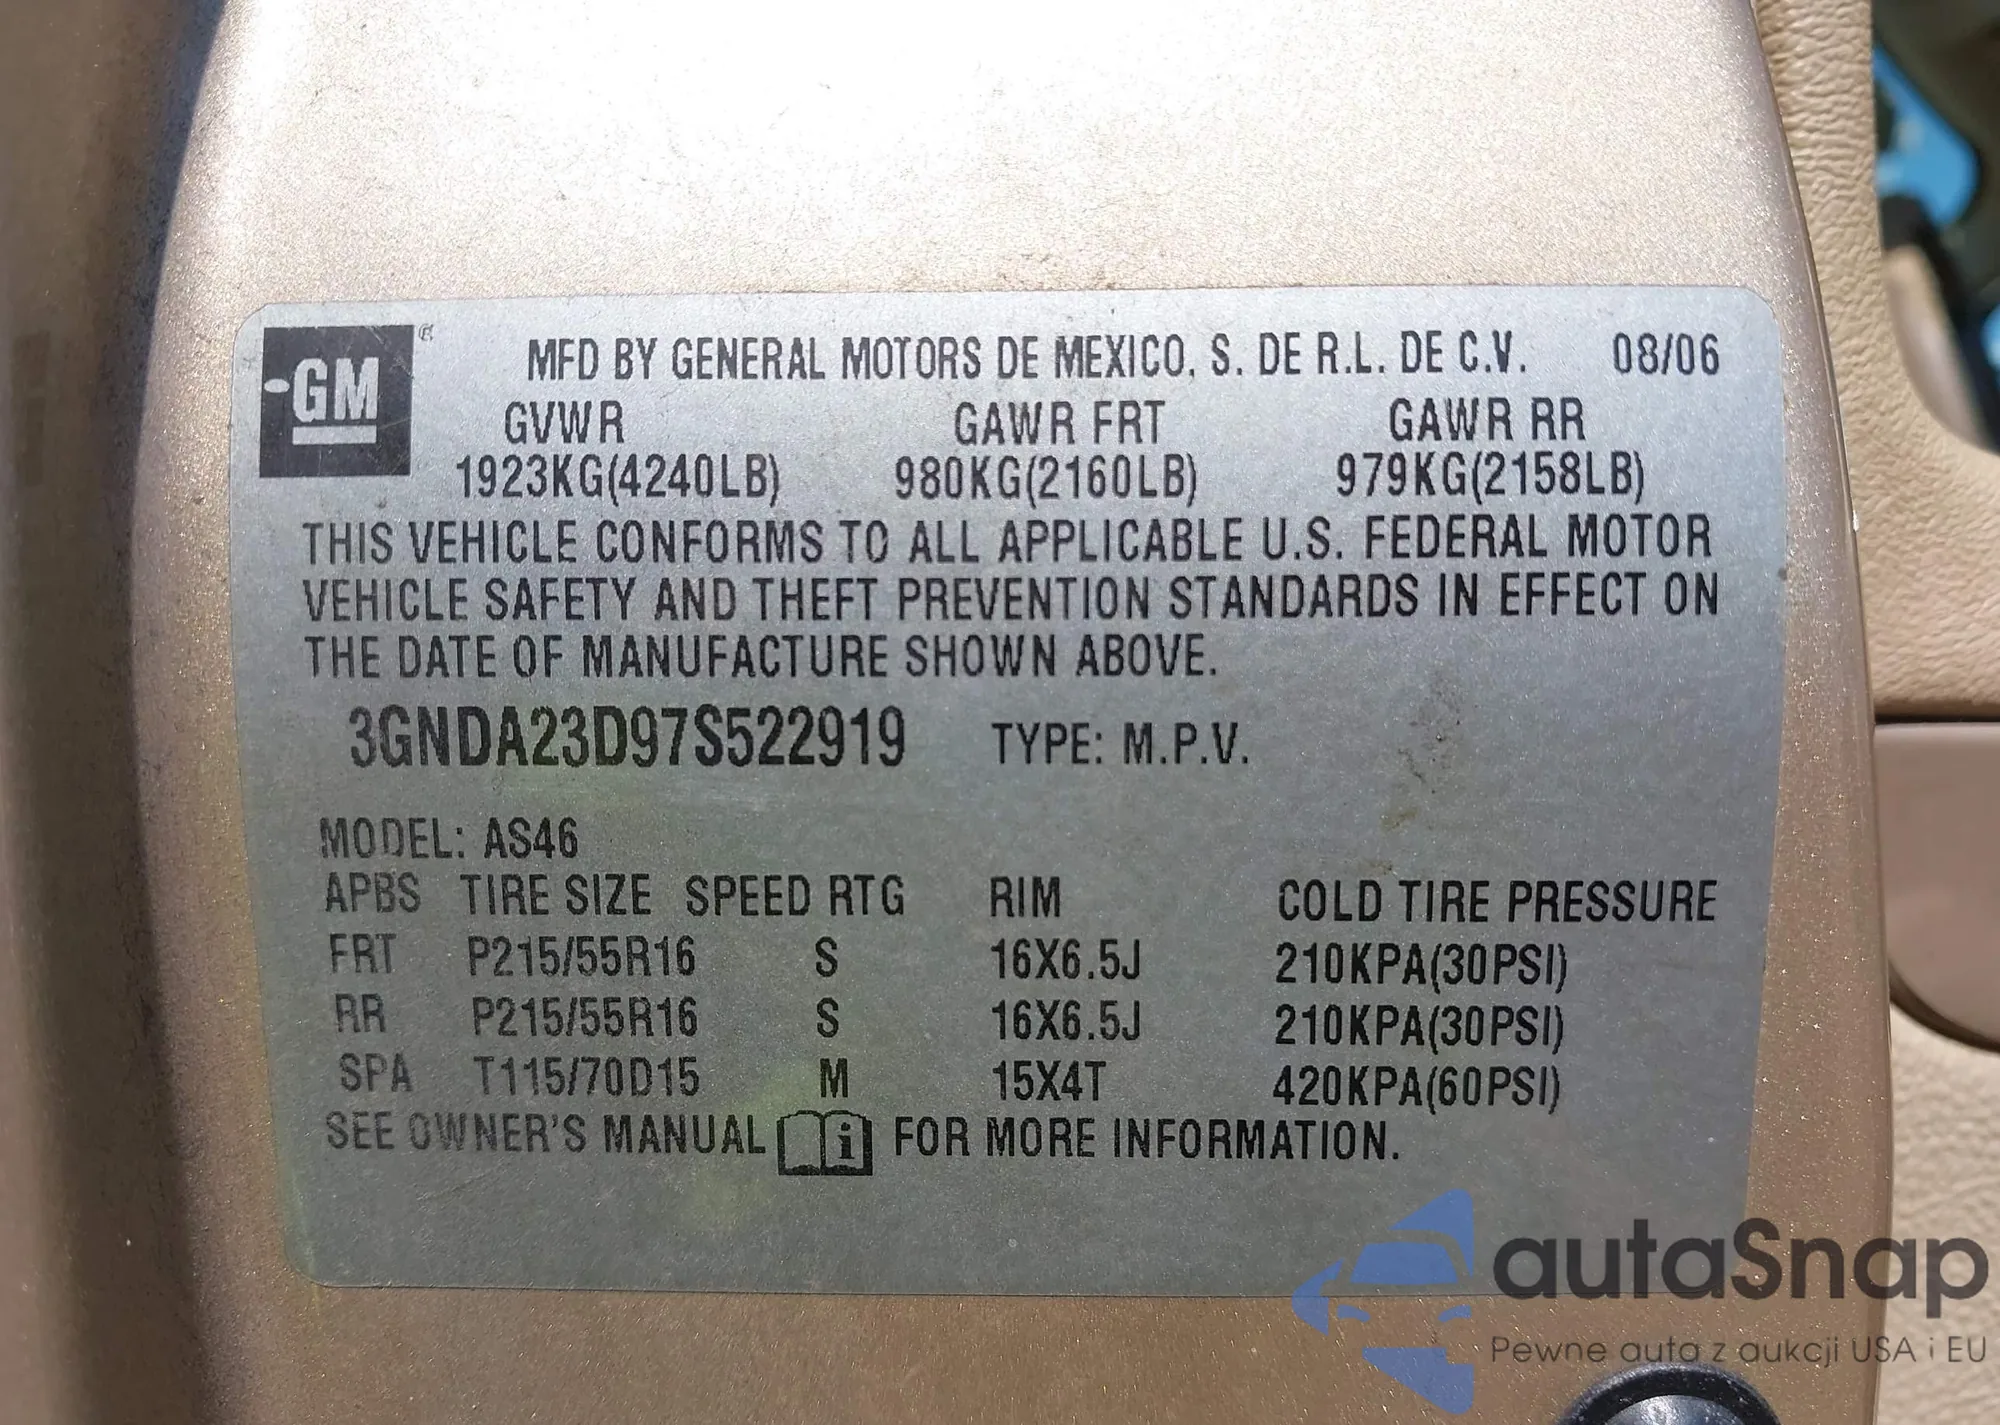 GM ®
MFD BY GENERAL MOTORS DE MEXICO, S. DE R.L. DE C.V. 08/06
GVWR GAWR FRT GAWR RR
1923KG(4240LB) 980KG(2160LB) 979KG(2158LB)
THIS VEHICLE CONFORMS TO ALL APPLICABLE U.S. FEDERAL MOTOR
VEHICLE SAFETY AND THEFT PREVENTION STANDARDS IN EFFECT ON
THE DATE OF MANUFACTURE SHOWN ABOVE.
3GNDA23D97S522919 TYPE: M.P.V.
MODEL: AS46
APBS TIRE SIZE SPEED RTG RIM COLD TIRE PRESSURE
FRT P215/55R16 S 16X6.5J 210KPA(30PSI)
RR P215/55R16 S 16X6.5J 210KPA(30PSI)
SPA T115/70D15 M 15X4T 420KPA(60PSI)
SEE OWNER'S MANUAL i FOR MORE INFORMATION.
autaSnap
Pewne auta z aukcji USA i EU